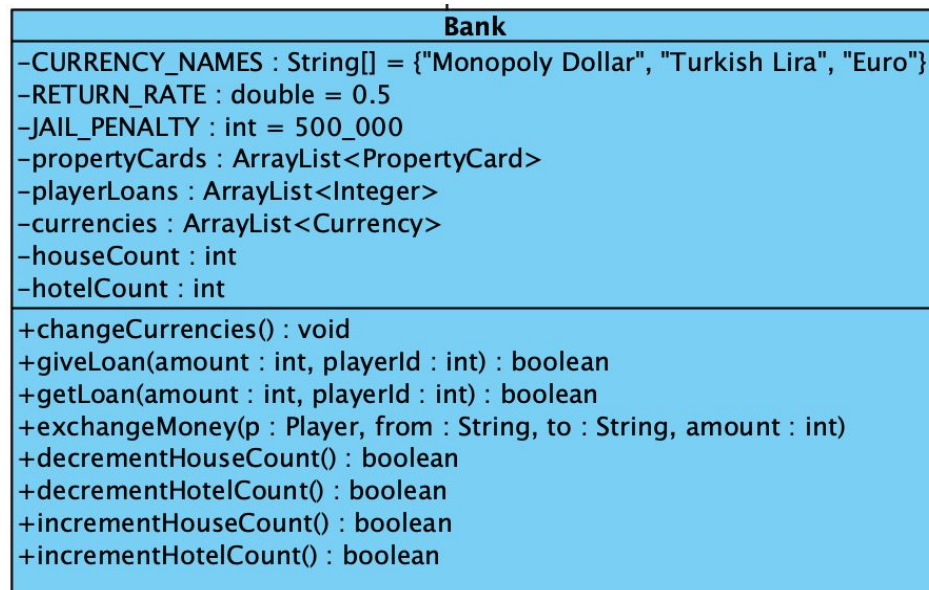 Bank
-CURRENCY_NAMES : String[] = {"Monopoly Dollar", "Turkish Lira", "Euro"}
-RETURN_RATE : double = 0.5
-JAIL_PENALTY : int = 500_000
-propertyCards : ArrayList<PropertyCard>
-playerLoans : ArrayList<Integer>
-currencies : ArrayList<Currency>
-houseCount : int
-hotelCount : int
+changeCurrencies() : void
+giveLoan(amount : int, playerId : int) : boolean
+getLoan(amount : int, playerId : int) : boolean
+exchangeMoney(p : Player, from : String, to : String, amount : int)
+decrementHouseCount() : boolean
+decrementHotelCount() : boolean
+incrementHouseCount() : boolean
+incrementHotelCount() : boolean